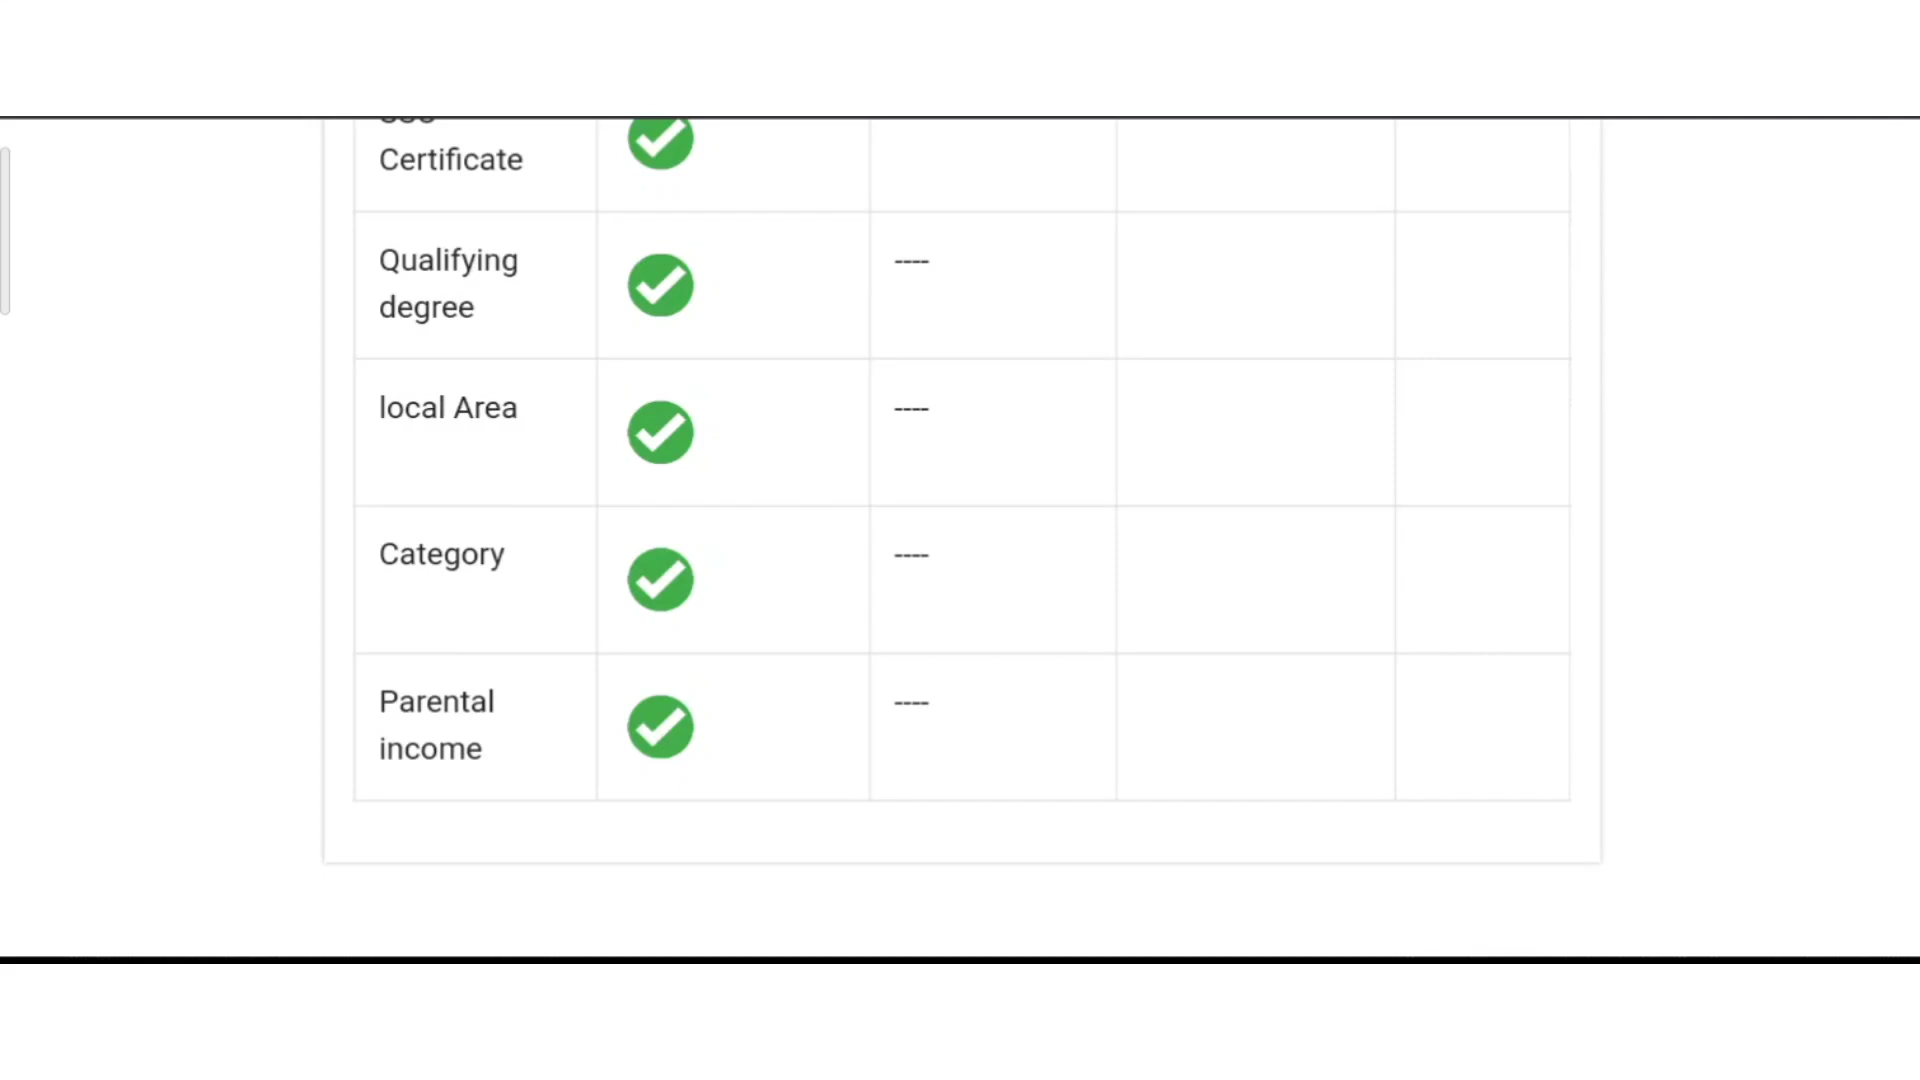 Certificate
Qualifying
degree
----
local Area
----
Category
----
Parental
income
----